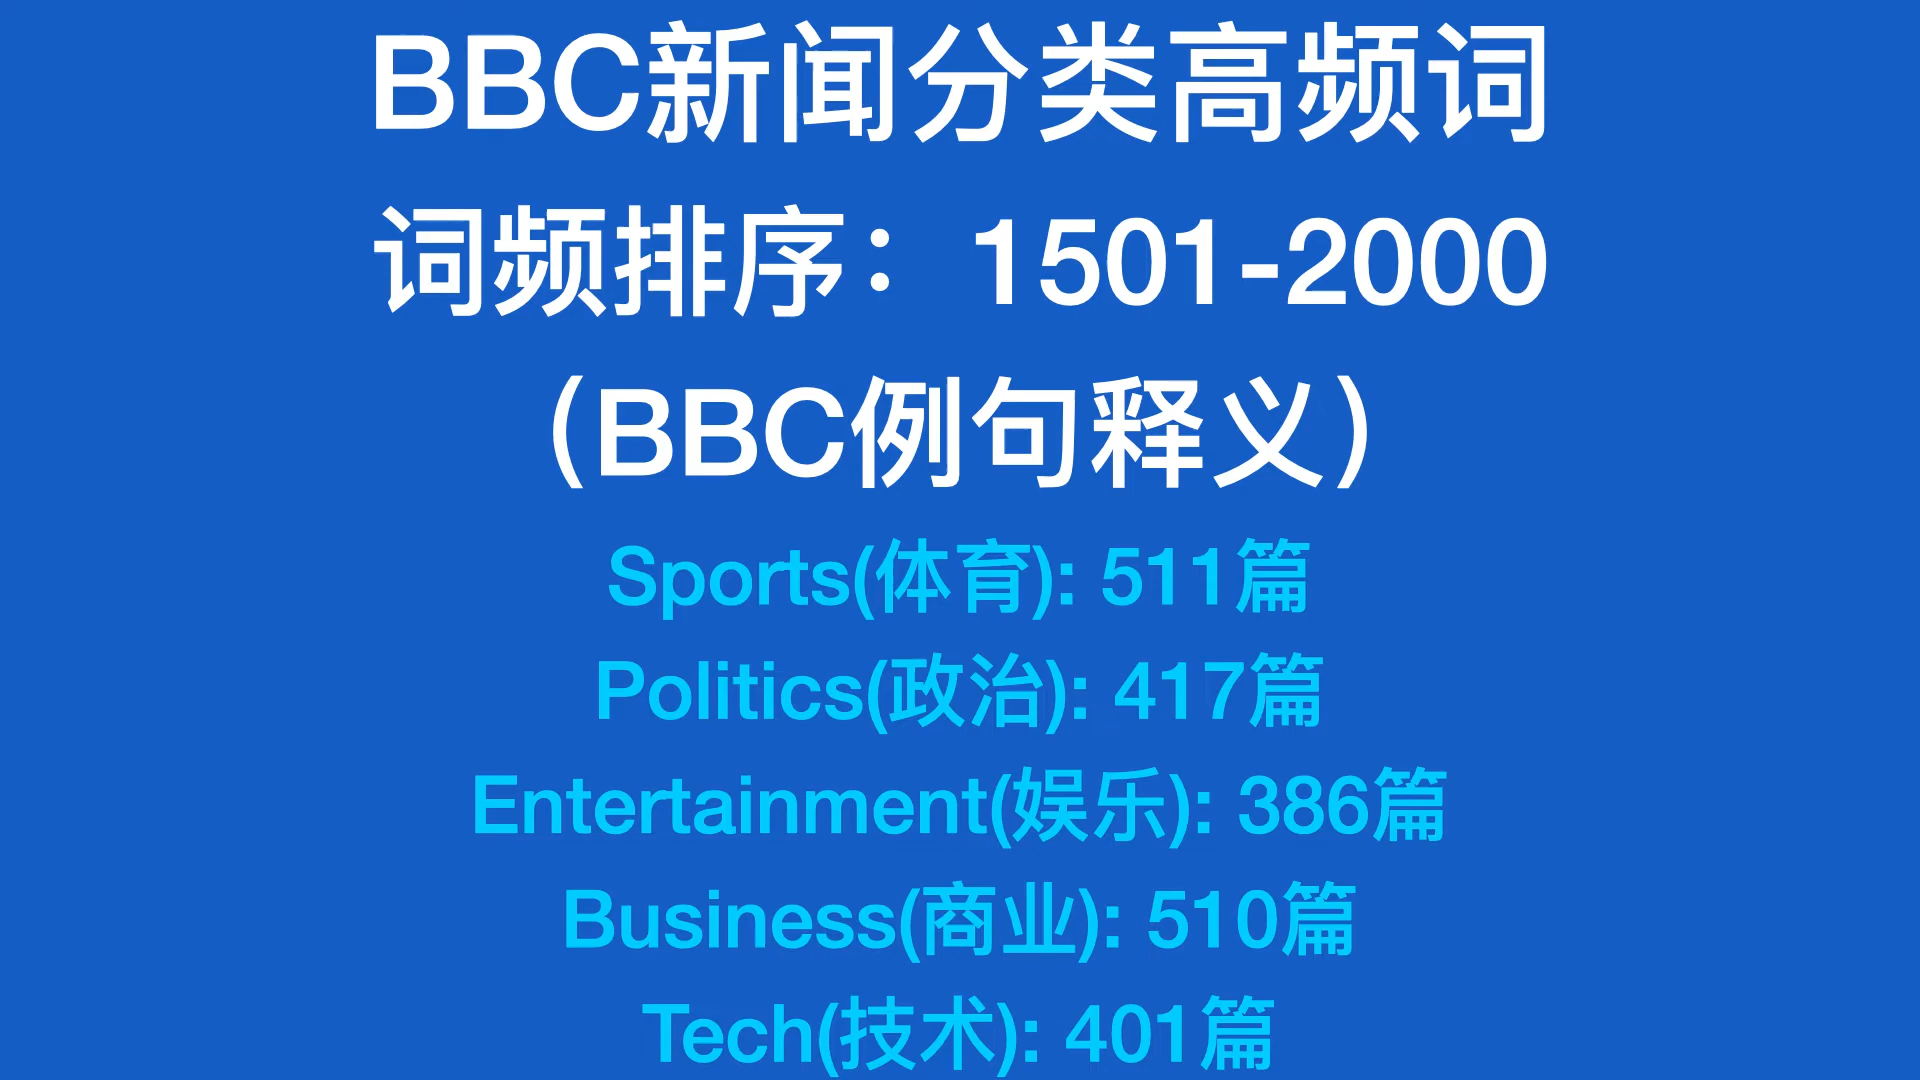 BBC新闻分类高频词
词频排序：1501-2000
（BBC例句释义）
Sports(体育): 511篇
Politics(政治): 417篇
Entertainment(娱乐): 386篇
Business(商业): 510篇
Tech(技术): 401篇